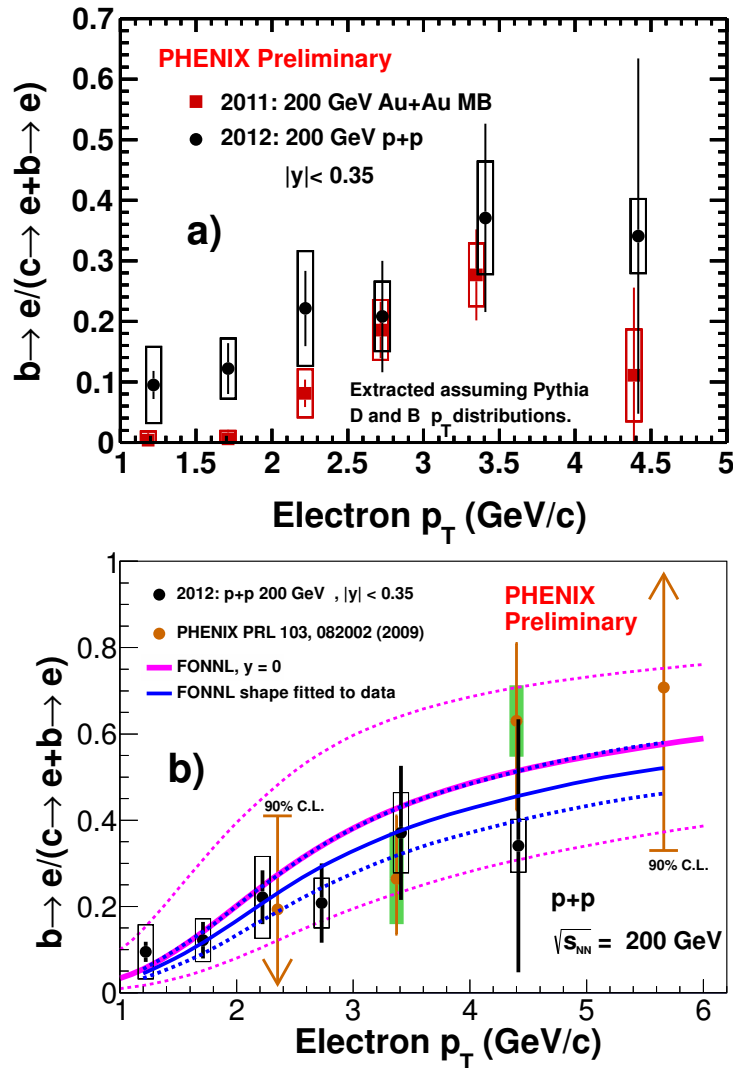 0.7
0.6
0.5
0.4
0.3
0.2
0.1
0
b→ e/(c→ e+b→ e)
PHENIX Preliminary
2011: 200 GeV Au+Au MB
2012: 200 GeV p+p
|y|< 0.35
a)
Extracted assuming Pythia
D and B p_T distributions.
1 1.5 2 2.5 3 3.5 4 4.5 5
Electron p_T (GeV/c)
1
0.8
0.6
0.4
0.2
0
b→ e/(c→ e+b→ e)
2012: p+p 200 GeV , |y| < 0.35
PHENIX PRL 103, 082002 (2009)
FONNL, y = 0
FONNL shape fitted to data
PHENIX
Preliminary
b)
90% C.L.
90% C.L.
p+p
√s_NN = 200 GeV
1 2 3 4 5 6
Electron p_T (GeV/c)